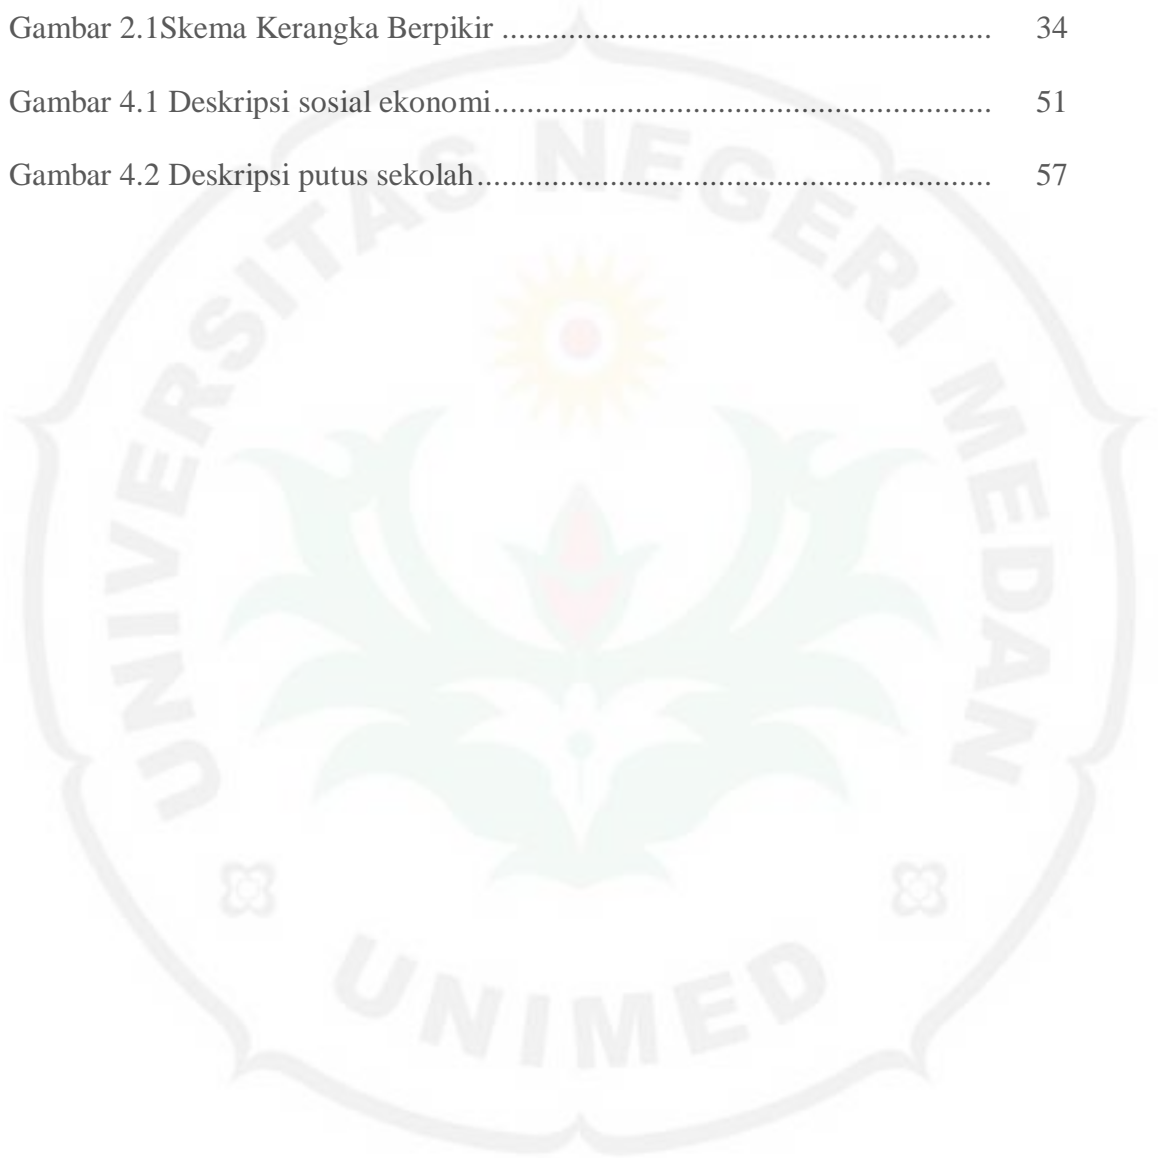 Gambar 2.1Skema Kerangka Berpikir ........................................................... 34
Gambar 4.1 Deskripsi sosial ekonomi............................................................ 51
Gambar 4.2 Deskripsi putus sekolah.............................................................. 57
UNIVERSITAS NEGERI MEDAN
UNIMED